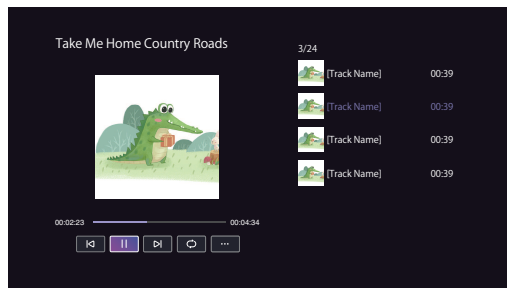 Take Me Home Country Roads
00:02:23
00:04:34
3/24
[Track Name] 00:39
[Track Name] 00:39
[Track Name] 00:39
[Track Name] 00:39